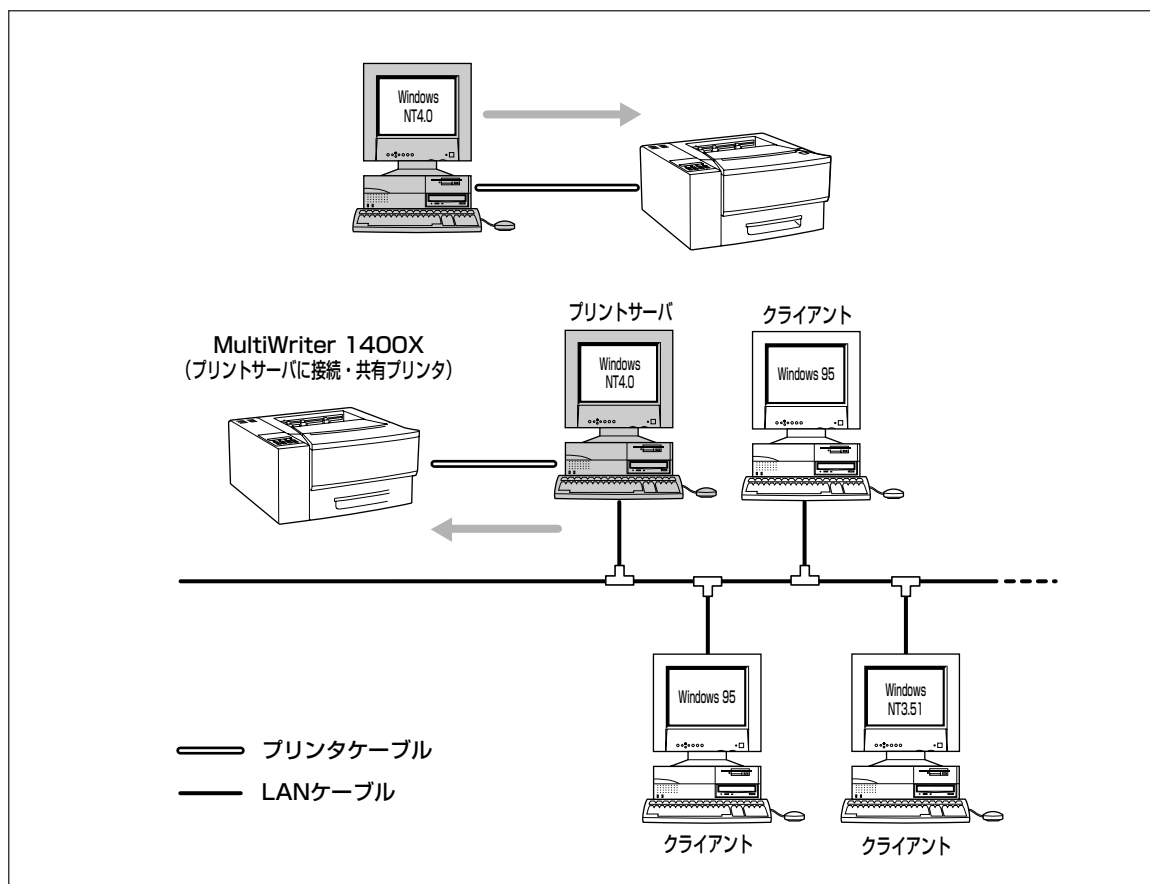 Windows
NT4.0
プリントサーバ
クライアント
MultiWriter 1400X
（プリントサーバに接続・共有プリンタ）
Windows
NT4.0
Windows 95
Windows 95
Windows
NT3.51
プリンタケーブル
LANケーブル
クライアント
クライアント